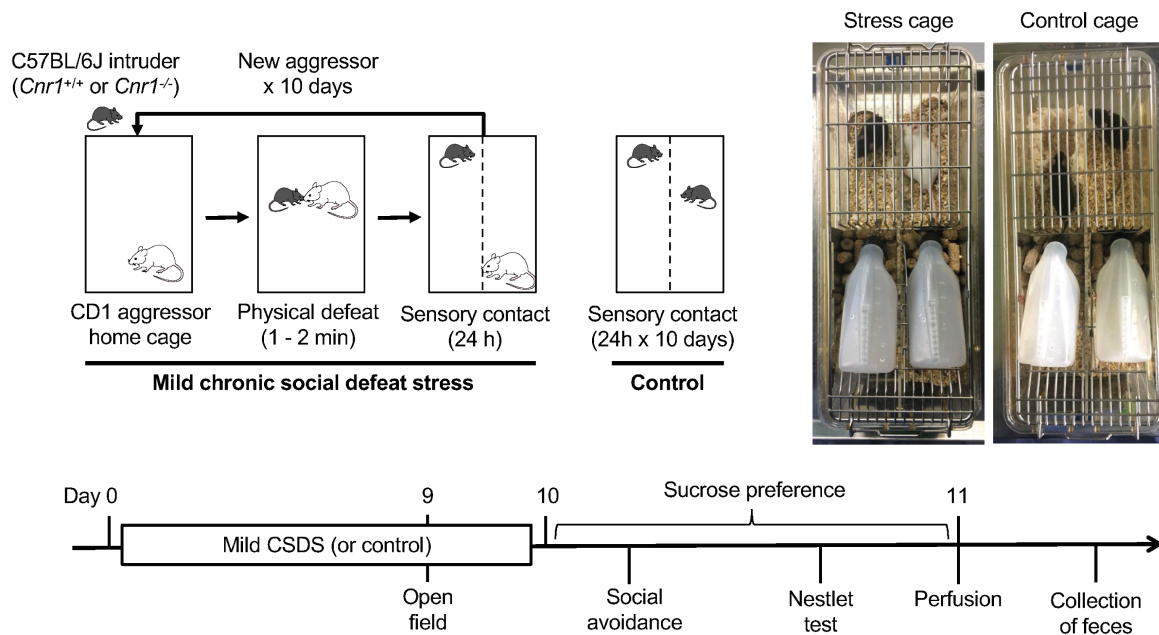 C57BL/6J intruder
(Cnr1+/+ or Cnr1-/-)
New aggressor
x 10 days
CD1 aggressor
home cage
Physical defeat
(1 - 2 min)
Sensory contact
(24 h)
Sensory contact
(24h x 10 days)
Mild chronic social defeat stress
Control
Stress cage
Control cage
Day 0
9
10
Sucrose preference
11
Mild CSDS (or control)
Open
field
Social
avoidance
Nestlet
test
Perfusion
Collection
of feces